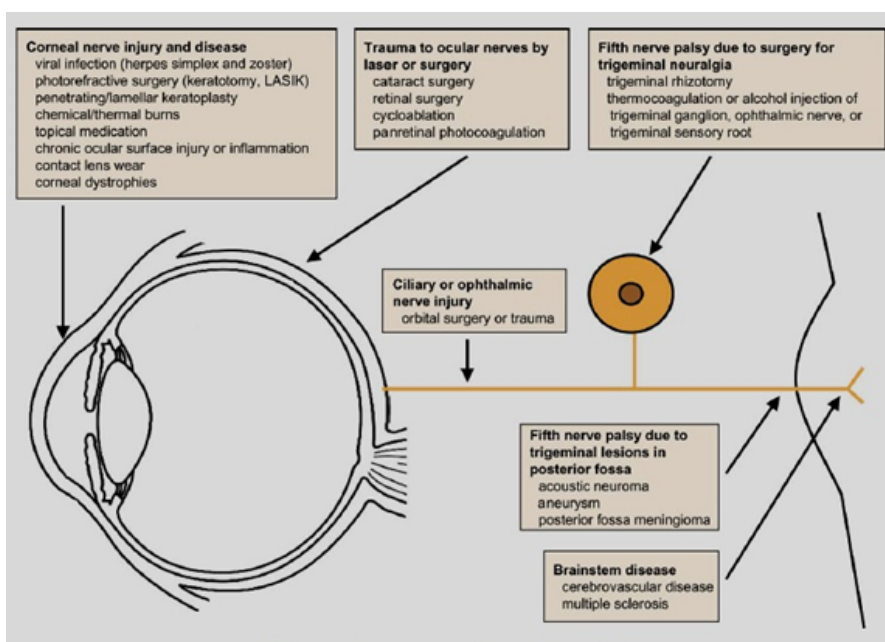 Corneal nerve injury and disease
viral infection (herpes simplex and zoster)
photorefractive surgery (keratotomy, LASIK)
penetrating/lamellar keratoplasty
chemical/thermal burns
topical medication
chronic ocular surface injury or inflammation
contact lens wear
corneal dystrophies
Trauma to ocular nerves by
laser or surgery
cataract surgery
retinal surgery
cycloablation
panretinal photocoagulation
Fifth nerve palsy due to surgery for
trigeminal neuralgia
trigeminal rhizotomy
thermocoagulation or alcohol injection of
trigeminal ganglion, ophthalmic nerve, or
trigeminal sensory root
Ciliary or ophthalmic
nerve injury
orbital surgery or trauma
Fifth nerve palsy due to
trigeminal lesions in
posterior fossa
acoustic neuroma
aneurysm
posterior fossa meningioma
Brainstem disease
cerebrovascular disease
multiple sclerosis